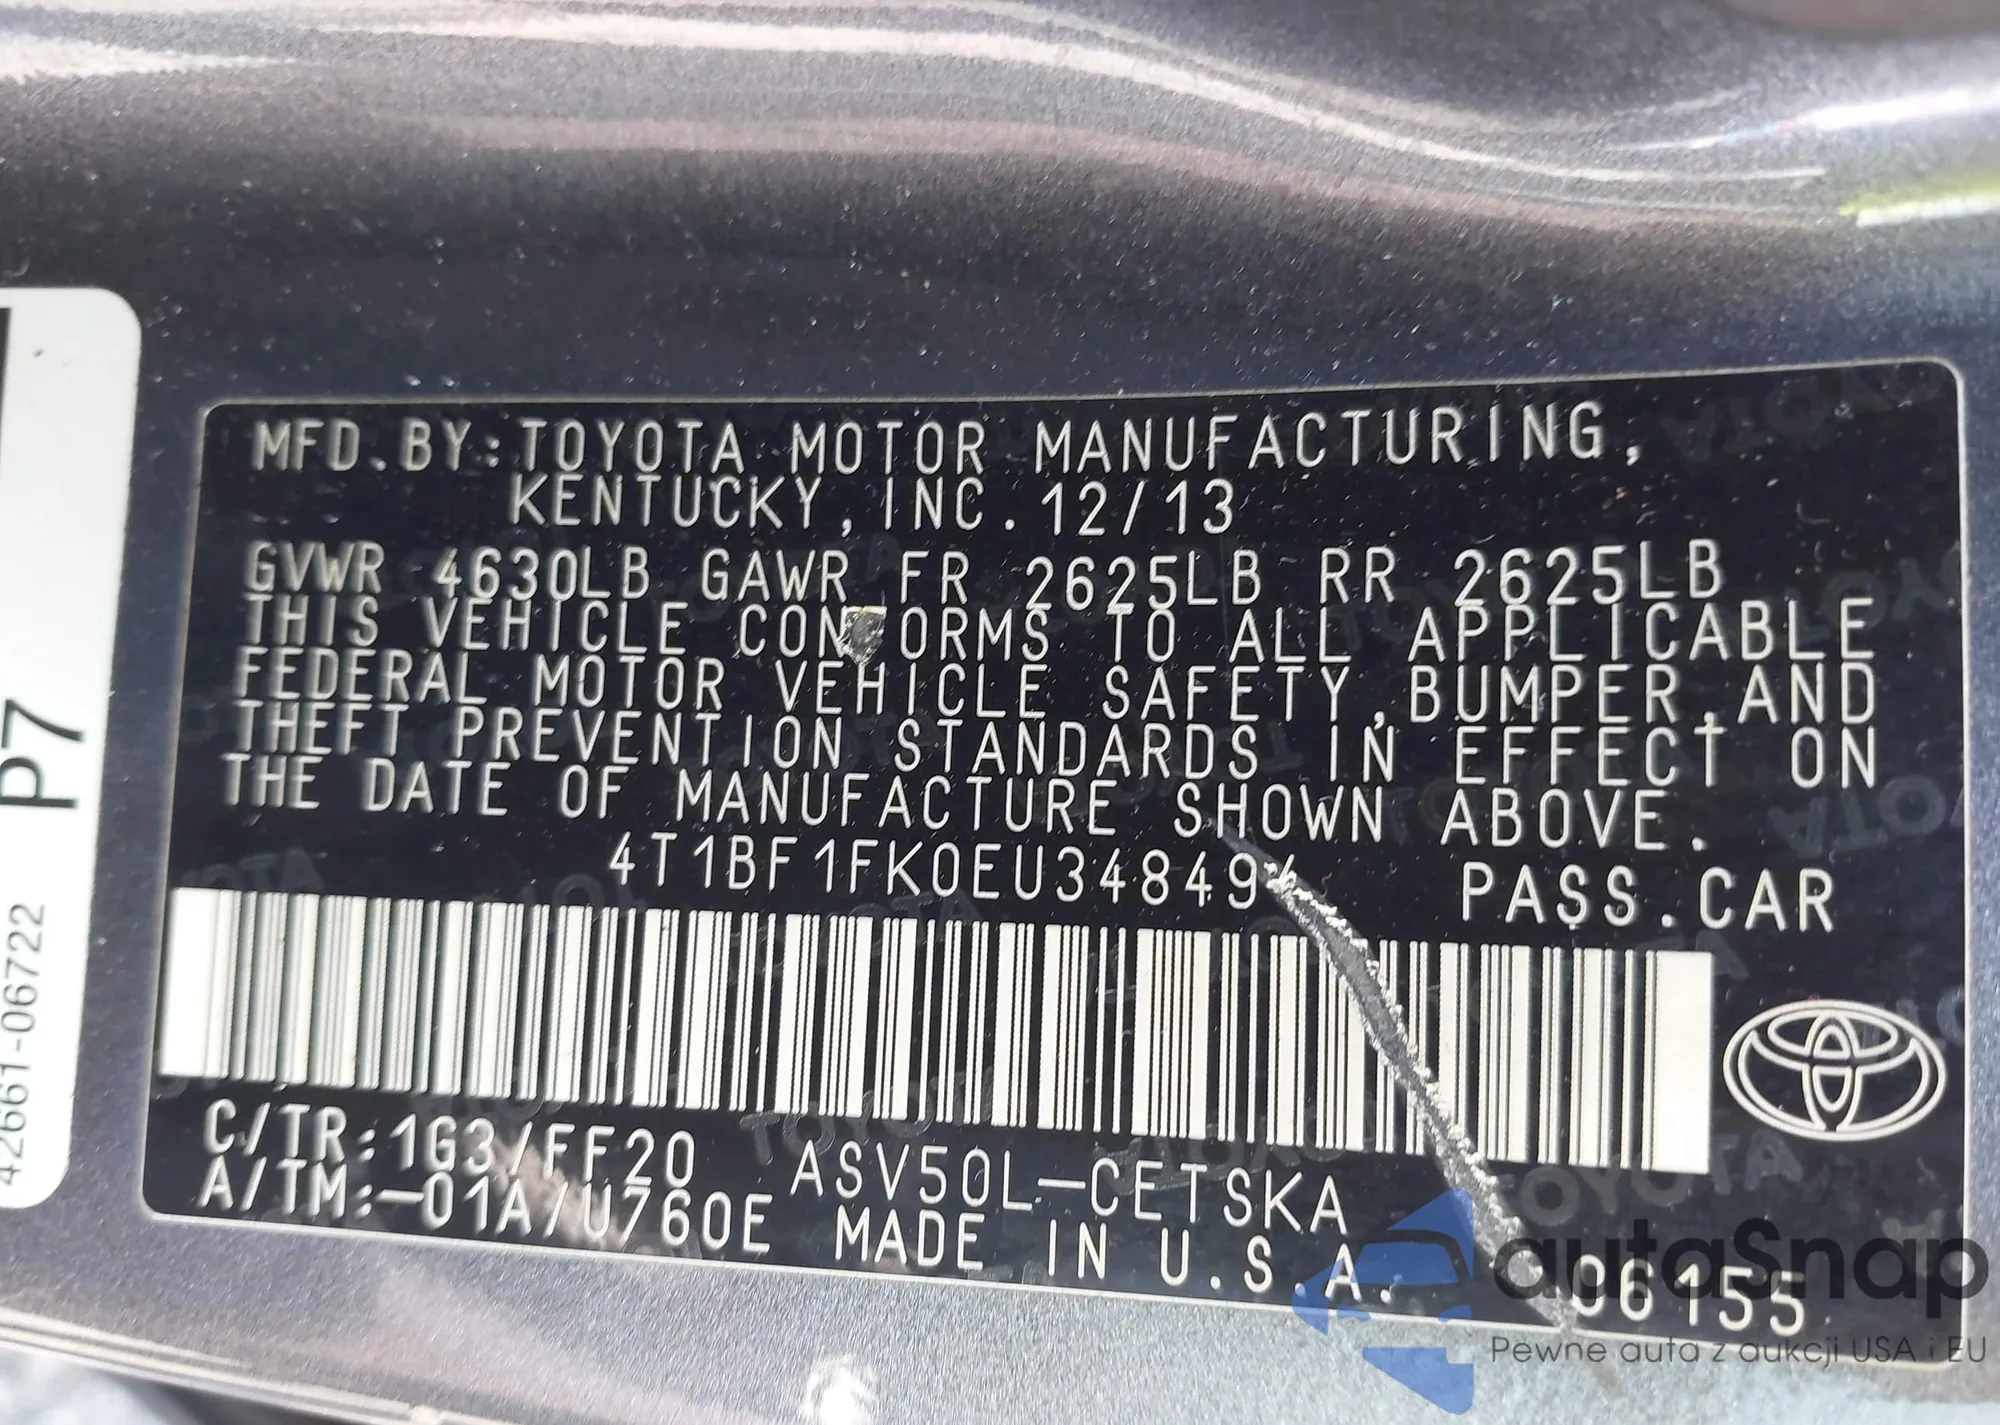 MFD.BY:TOYOTA MOTOR MANUFACTURING,
KENTUCKY, INC. 12/13
GVWR 4630LB GAWR FR 2625LB RR 2625LB
THIS VEHICLE CONFORMS TO ALL APPLICABLE
FEDERAL MOTOR VEHICLE SAFETY,BUMPER,AND
THEFT PREVENTION STANDARDS IN EFFECT ON
THE DATE OF MANUFACTURE SHOWN ABOVE.
PASS.CAR
C/TR:1G3/FF20 ASV50L-CETSKA
A/TM:-01A/U760E MADE IN U.S.A. 06155
P7
42661-06722
autaSnap
Pewne auta z aukcji USA i EU